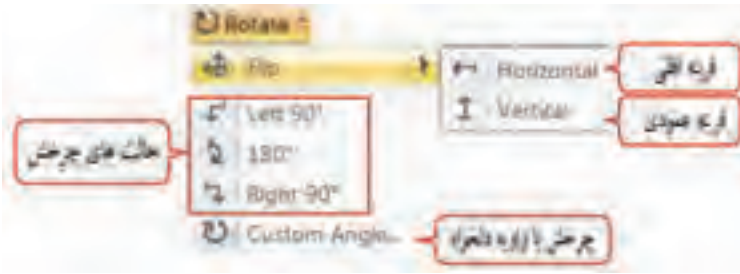 Rotate
Flip
Horizontal
قرینه افقی
Left 90°
Vertical
قرینه عمودی
حالت های چرخش
180°
Right 90°
Custom Angle...
چرخش با زاویه دلخواه